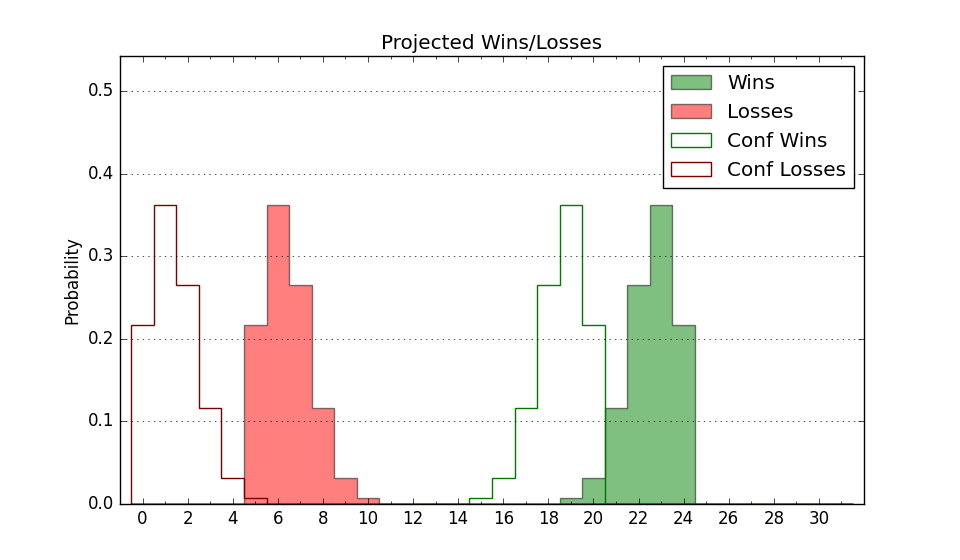 Projected Wins/Losses
Wins
Losses
Conf Wins
Conf Losses
Probability
0.5
0.4
0.3
0.2
0.1
0.0
0 2 4 6 8 10 12 14 16 18 20 22 24 26 28 30